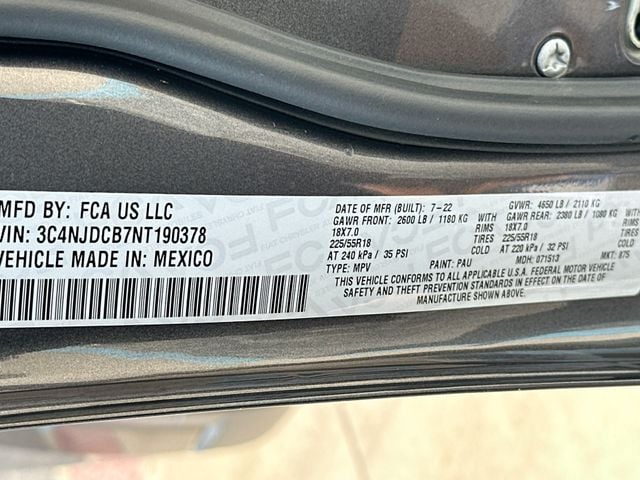 MFD BY: FCA US LLC
VIN: 3C4NJDCB7NT190378
VEHICLE MADE IN: MEXICO
DATE OF MFR (BUILT): 7-22 GVWR: 4650 LB / 2110 KG
GAWR FRONT: 2600 LB / 1180 KG WITH GAWR REAR: 2380 LB / 1080 KG WITH
18X7.0 RIMS 18X7.0 RIMS
225/55R18 TIRES 225/55R18 TIRES
AT 240 kPa / 35 PSI COLD AT 220 kPa / 32 PSI COLD
TYPE: MPV PAINT: PAU MDH: 071513 MKT: 875
THIS VEHICLE CONFORMS TO ALL APPLICABLE U.S.A. FEDERAL MOTOR VEHICLE
SAFETY AND THEFT PREVENTION STANDARDS IN EFFECT ON THE DATE OF
MANUFACTURE SHOWN ABOVE.